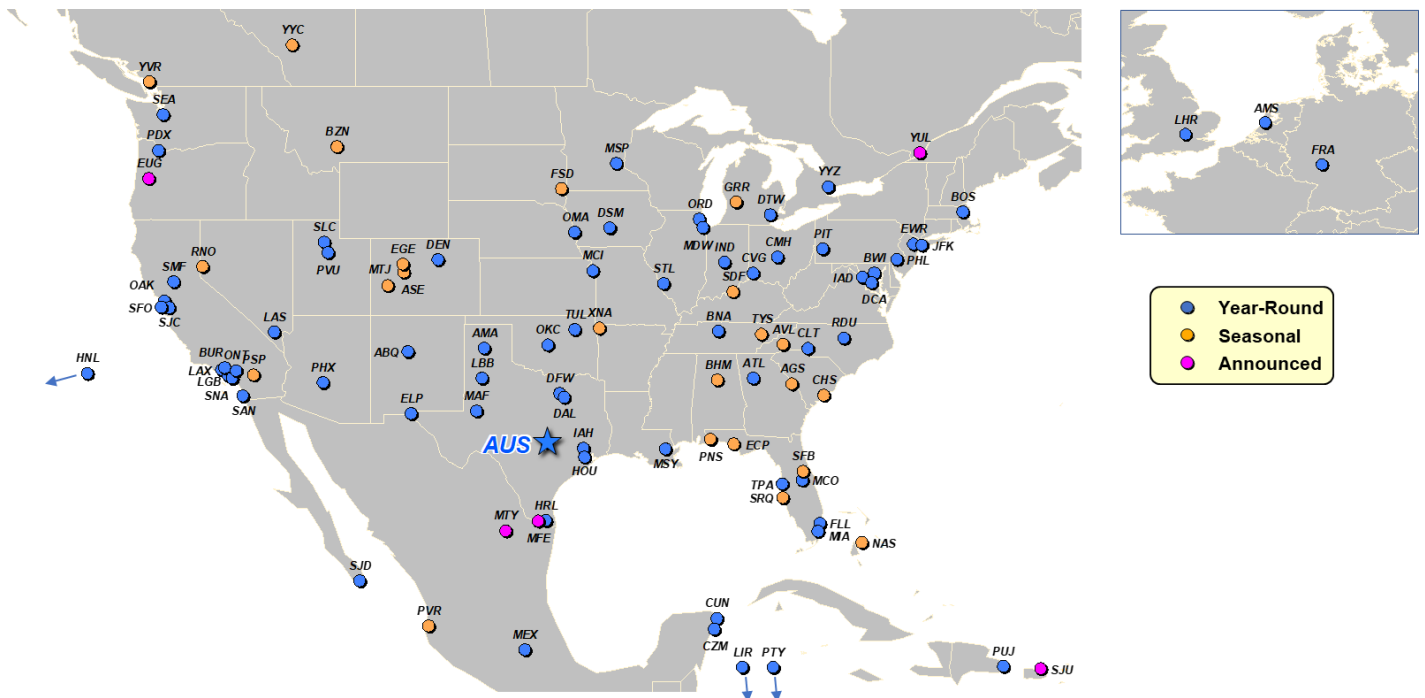 YYC
YVR
SEA
PDX
EUG
BZN
MSP
FSD
YUL
YYZ
GRR
DTW
BOS
ORD
MDW
OMA
DSM
SLC
PVU
EGE
DEN
MTJ
ASE
RNO
SMF
OAK
SFO
SJC
MCI
STL
IND
CMH
CVG
SDF
PIT
EWR
JFK
PHL
BWI
IAD
DCA
LAS
TUL
XNA
OKC
BNA
TYS
AVL
CLT
RDU
HNL
BUR
ONT
PSP
LAX
LGB
SNA
SAN
PHX
ABQ
AMA
LBB
MAF
ELP
DFW
DAL
BHM
ATL
AGS
CHS
AUS
IAH
HOU
MSY
PNS
ECP
SFB
MCO
TPA
SRQ
FLL
MIA
NAS
MTY
HRL
MFE
SJD
PVR
MEX
CUN
CZM
LIR
PTY
PUJ
SJU
LHR
AMS
FRA
Year-Round
Seasonal
Announced